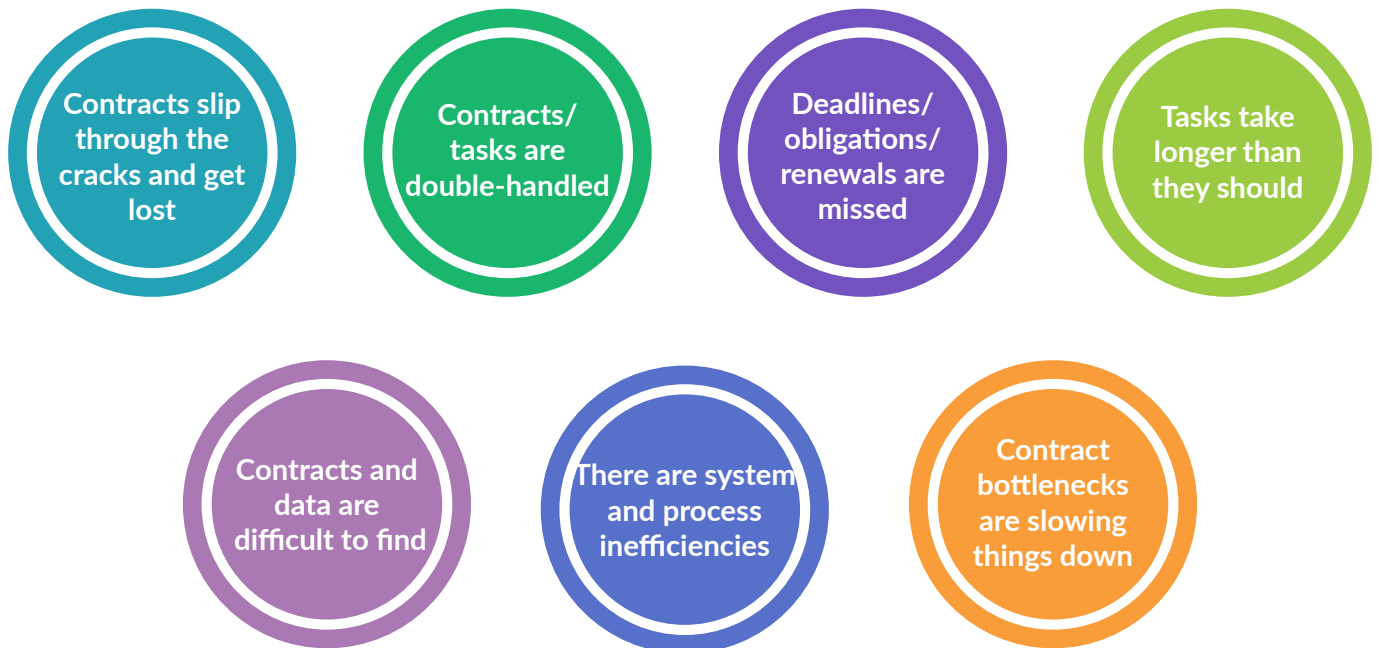 Contracts slip
through the
cracks and get
lost
Contracts/
tasks are
double-handled
Deadlines/
obligations/
renewals are
missed
Tasks take
longer than
they should
Contracts and
data are
difficult to find
There are system
and process
inefficiencies
Contract
bottlenecks
are slowing
things down